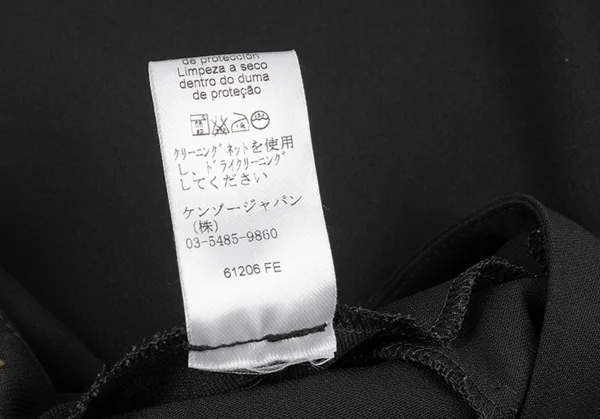 de protección
Limpeza a seco
dentro do duma
de proteção
クリーニングネットを使用
し、ドライクリーニング
してください
ケンゾージャパン
(株)
03-5485-9860
61206 FE